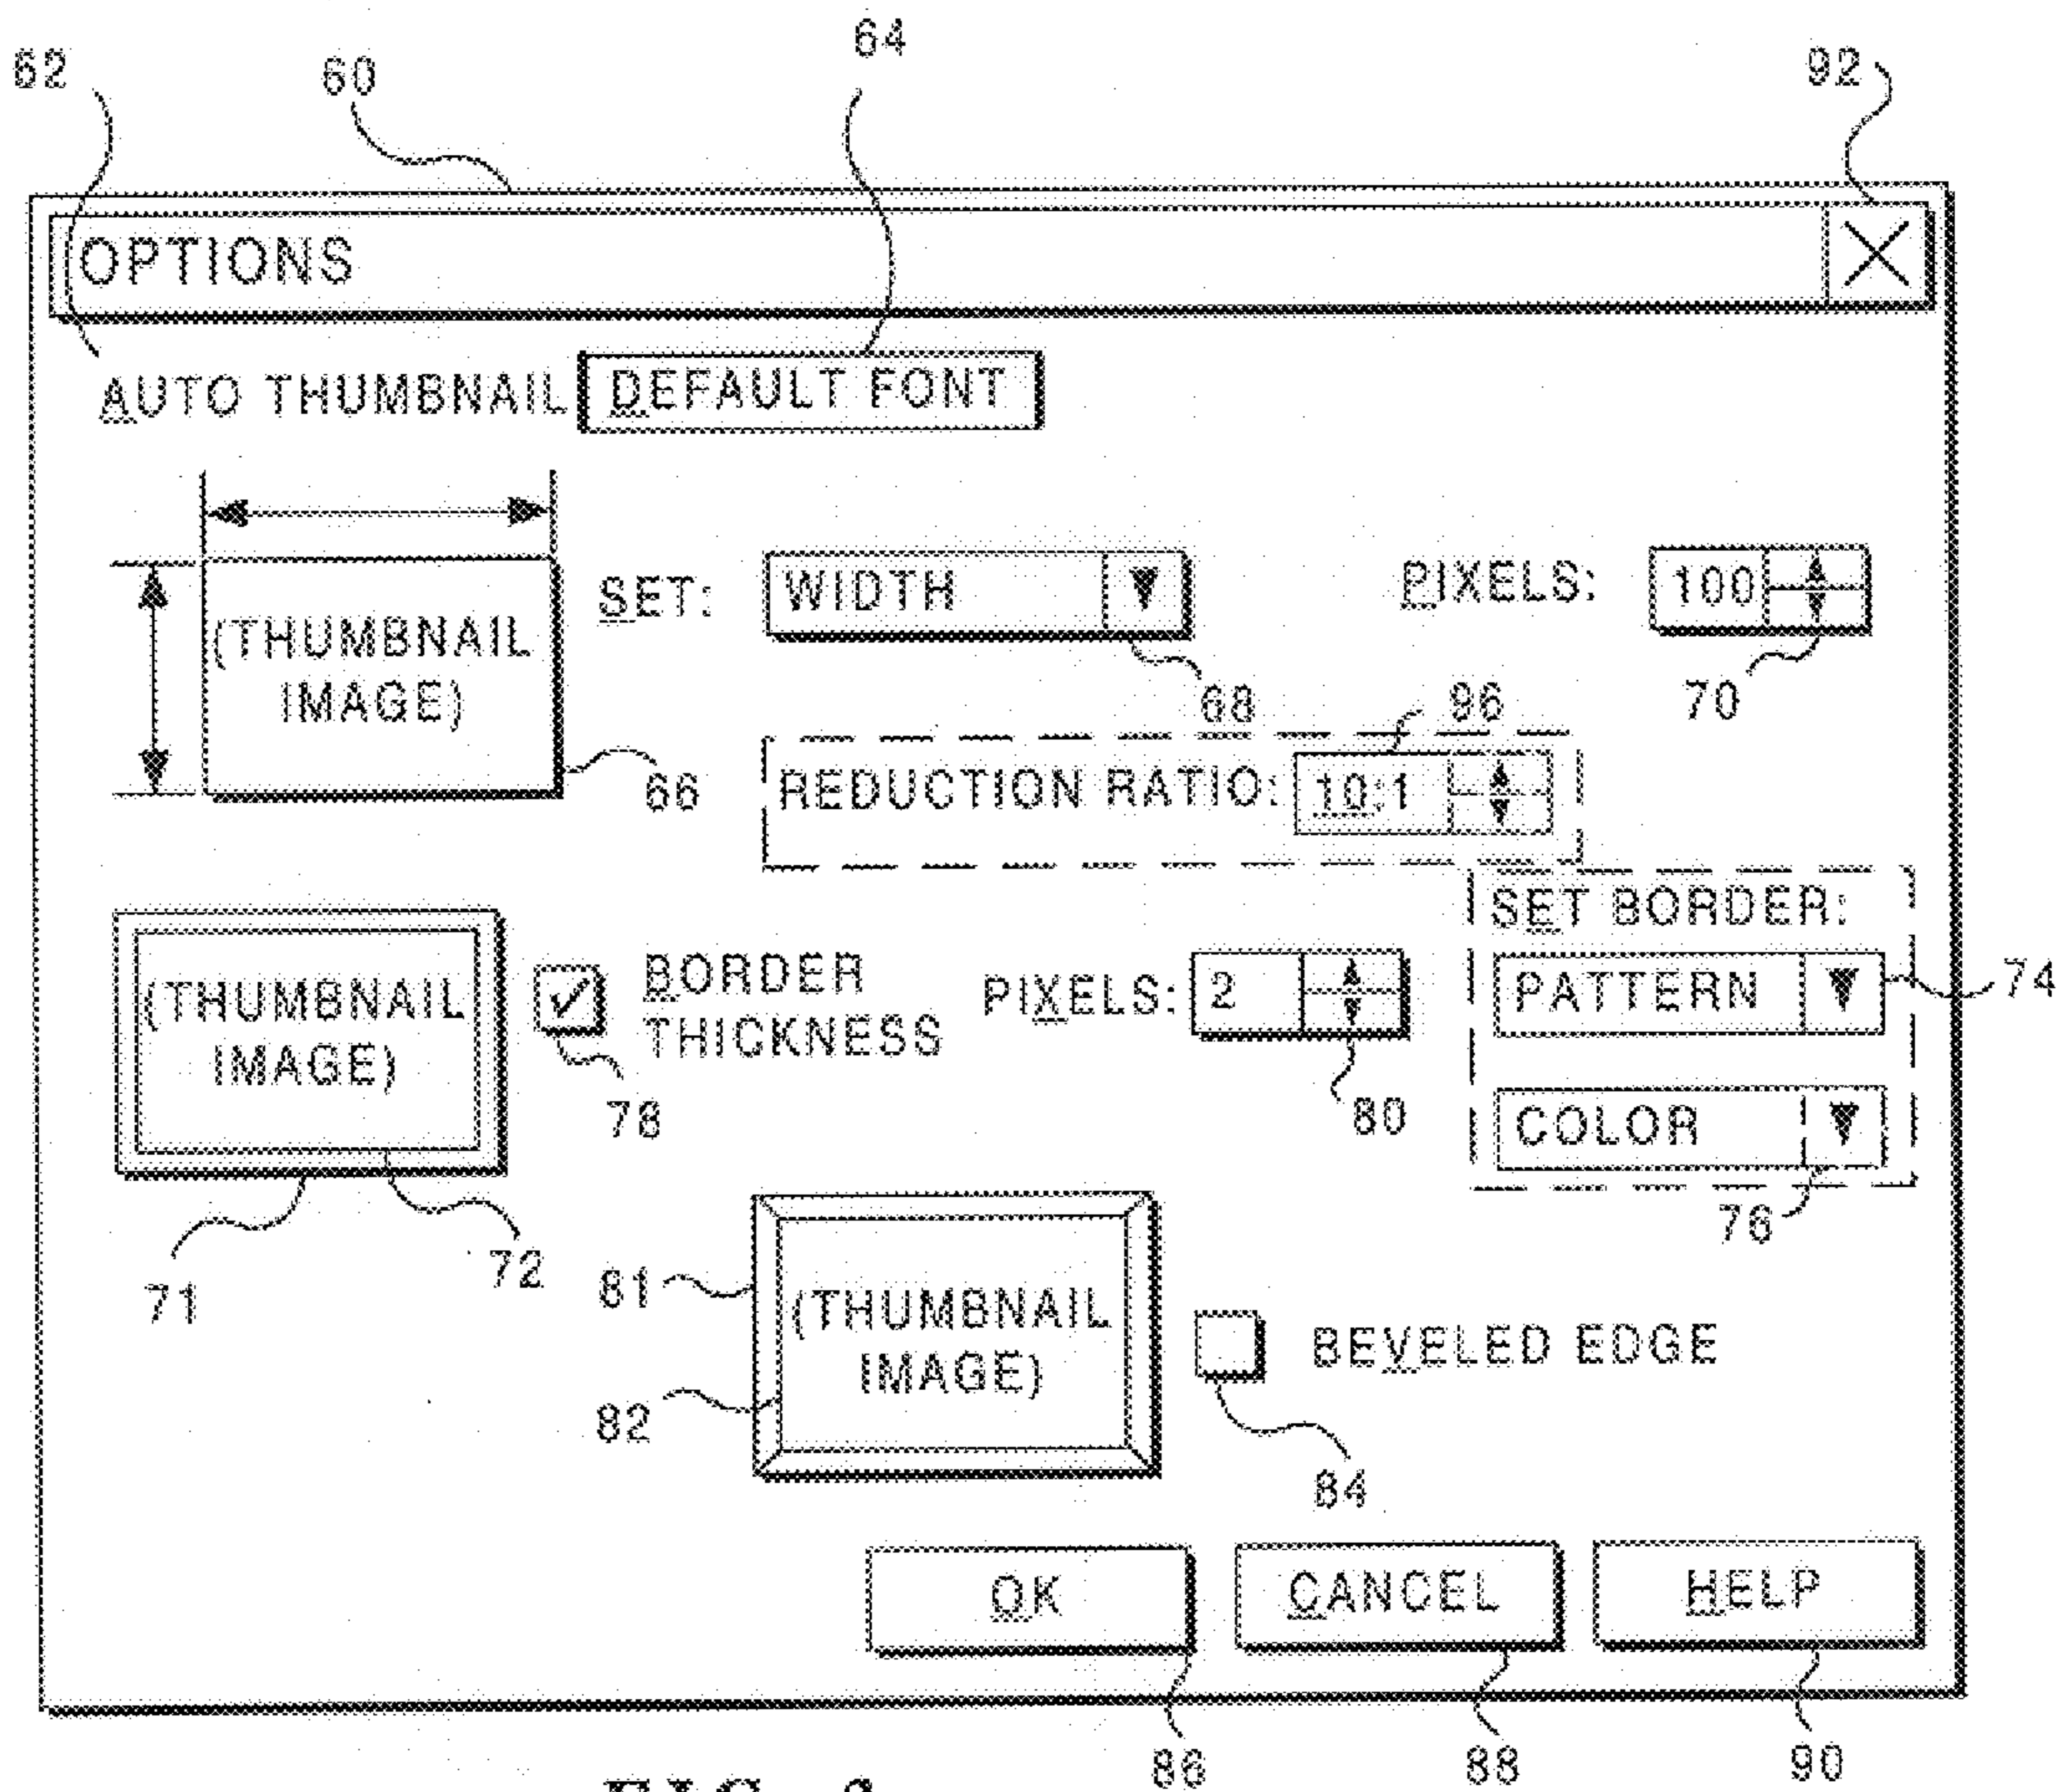 62 60 64 92
OPTIONS
AUTO THUMBNAIL DEFAULT FONT
(THUMBNAIL
IMAGE)
SET: WIDTH PIXELS: 100
68 96 70
66 REDUCTION RATIO: 10:1
SET BORDER:
(THUMBNAIL
IMAGE)
BORDER
THICKNESS
PIXELS: 2 PATTERN 74
78 80 COLOR
71 72 76
81 (THUMBNAIL
IMAGE)
82
BEVELED EDGE
84
OK CANCEL HELP
86 88 90